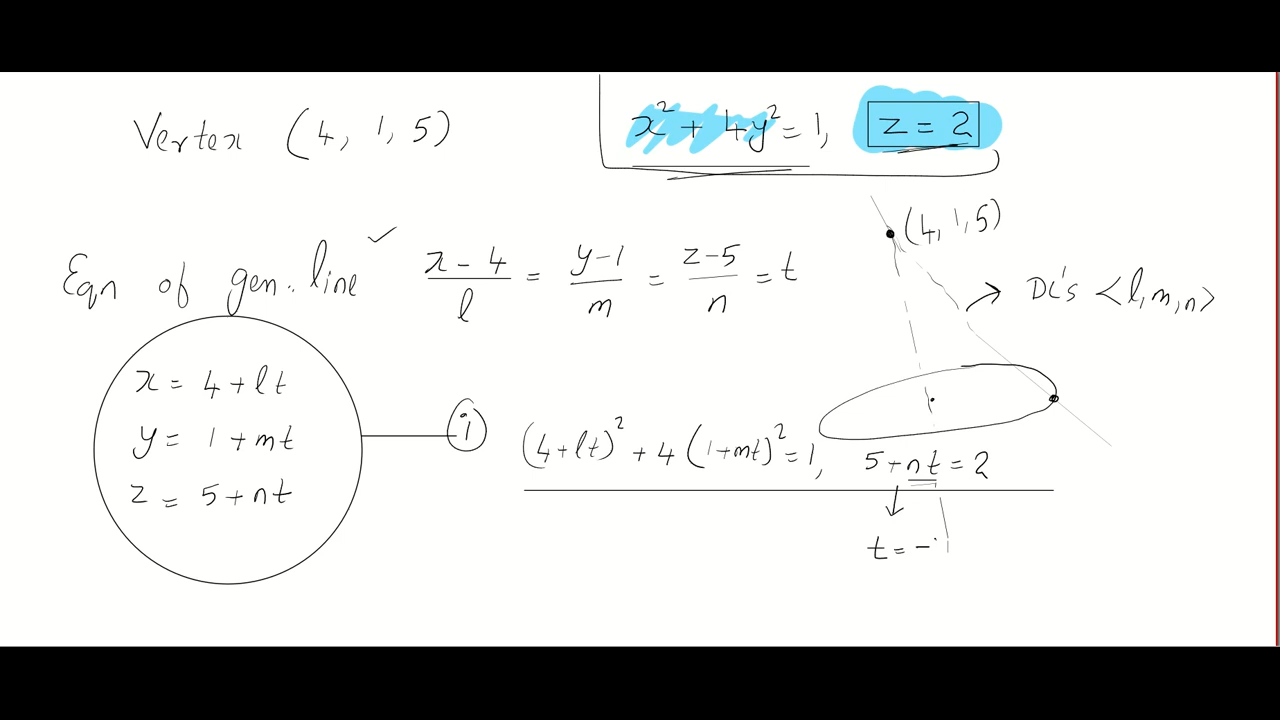 Vertex (4, 1, 5)
x² + 4y² = 1, z = 2
(4, 1, 5)
Eqn of gen. line ✓ (x - 4)/l = (y-1)/m = (z-5)/n = t
→ Dc's <l, m, n>
x = 4 + lt
y = 1 + mt
z = 5 + nt
i
(4+lt)² + 4(1+mt)² = 1, 5 + nt = 2
t = -